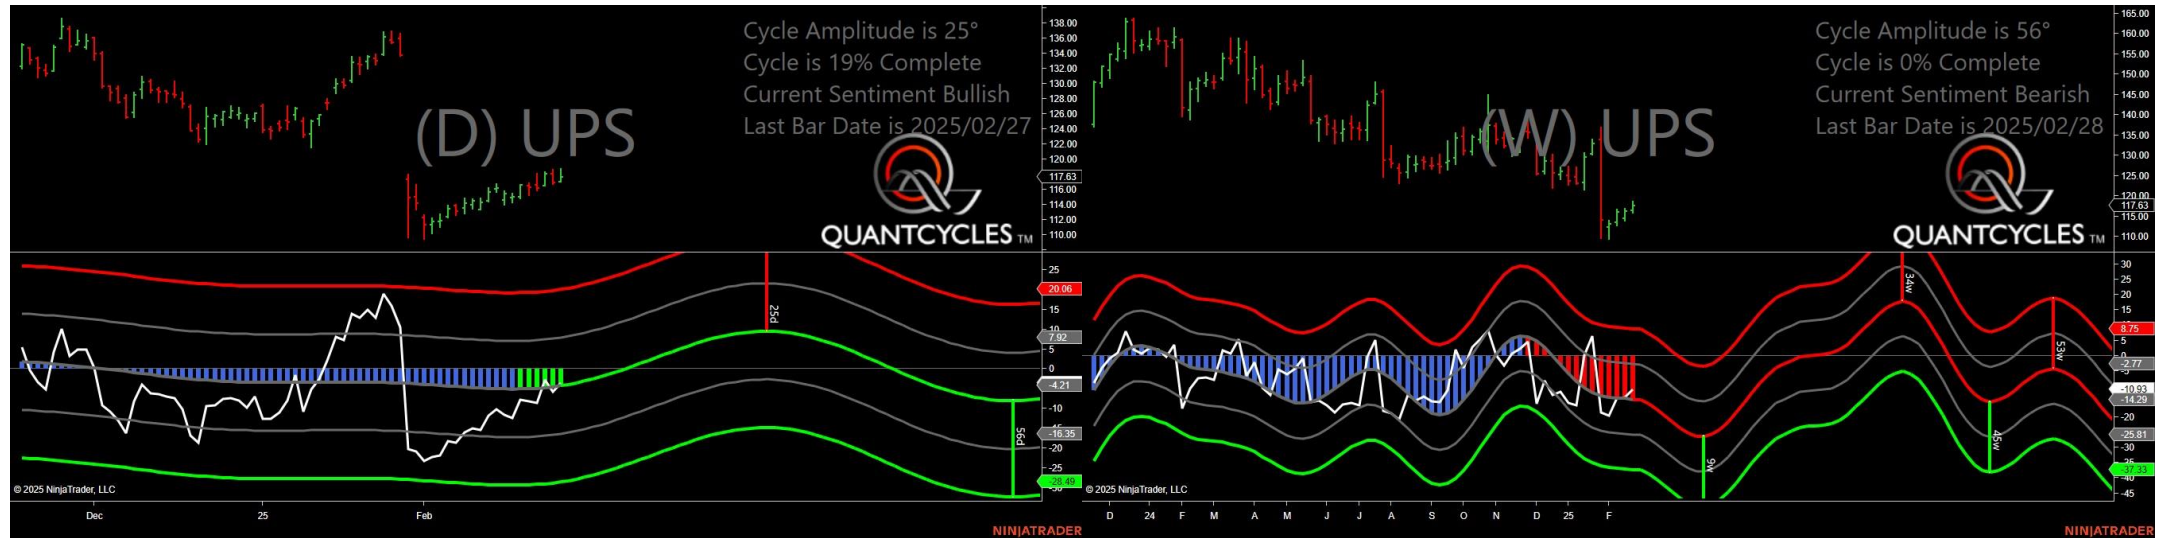 Cycle Amplitude is 25°
Cycle is 19% Complete
Current Sentiment Bullish
Last Bar Date is 2025/02/27
(D) UPS
QUANTCYCLES TM
138.00
136.00
134.00
132.00
130.00
128.00
126.00
124.00
122.00
120.00
117.63
116.00
114.00
112.00
110.00
25
20.06
15
10
7.92
5
0
-4.21
-10
-16.35
-20
-25
-28.49
25d
56d
© 2025 NinjaTrader, LLC
Dec
25
Feb
NINJATRADER
Cycle Amplitude is 56°
Cycle is 0% Complete
Current Sentiment Bearish
Last Bar Date is 2025/02/28
(W) UPS
QUANTCYCLES TM
165.00
160.00
155.00
150.00
145.00
140.00
135.00
130.00
125.00
120.00
117.63
115.00
110.00
30
25
20
15
8.75
5
0
-2.77
-5
-10.93
-14.29
-20
-25.81
-30
-37.33
-40
-45
9w
34w
45w
53w
© 2025 NinjaTrader, LLC
D
24
F
M
A
M
J
J
A
S
O
N
D
25
F
NINJATRADER